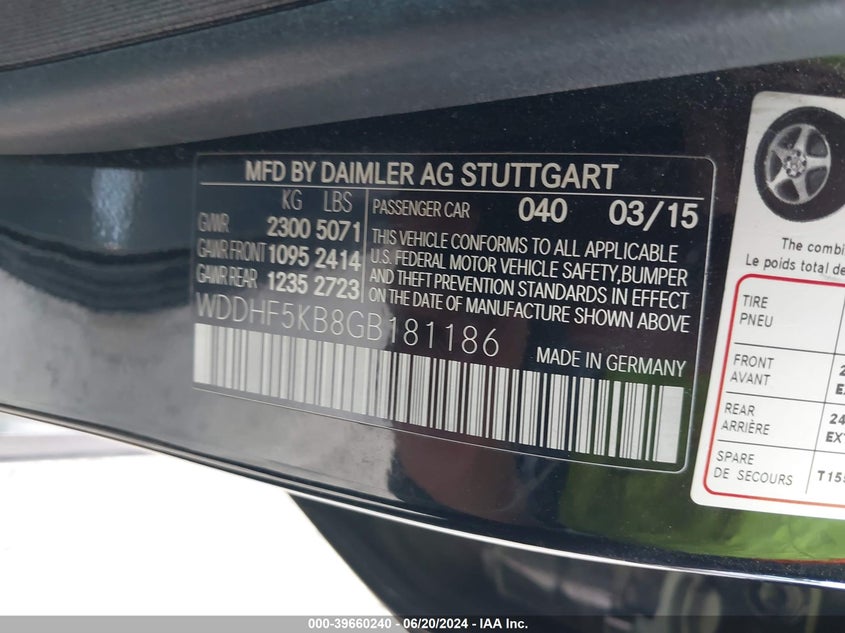 MFD BY DAIMLER AG STUTTGART
KG LBS
GVWR 2300 5071
GAWR FRONT 1095 2414
GAWR REAR 1235 2723
PASSENGER CAR 040 03/15
THIS VEHICLE CONFORMS TO ALL APPLICABLE
U.S. FEDERAL MOTOR VEHICLE SAFETY,BUMPER
AND THEFT PREVENTION STANDARDS IN EFFECT
ON THE DATE OF MANUFACTURE SHOWN ABOVE
WDDHF5KB8GB181186
MADE IN GERMANY
The combi
Le poids total de
TIRE
PNEU
FRONT
AVANT
REAR
ARRIÈRE
24
EXT
SPARE
DE SECOURS
T155
000-39660240 - 06/20/2024 - IAA Inc.